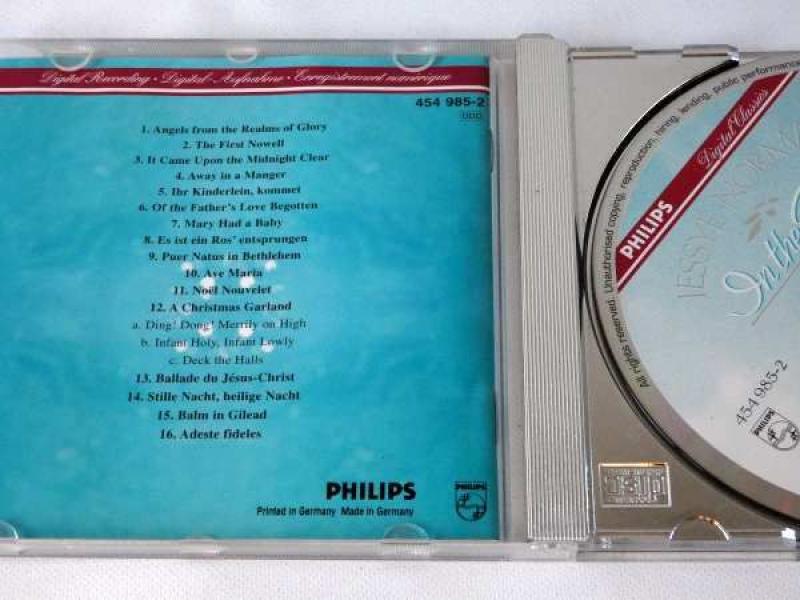 Digital Recording • Digital-Aufnahme • Enregistrement numérique
454 985-2
DDD
1. Angels from the Realms of Glory
2. The First Nowell
3. It Came Upon the Midnight Clear
4. Away in a Manger
5. Ihr Kinderlein, kommet
6. Of the Father's Love Begotten
7. Mary Had a Baby
8. Es ist ein Ros' entsprungen
9. Puer Natus in Bethlehem
10. Ave Maria
11. Noël Nouvelet
12. A Christmas Garland
a. Ding! Dong! Merrily on High
b. Infant Holy, Infant Lowly
c. Deck the Halls
13. Ballade du Jésus-Christ
14. Stille Nacht, heilige Nacht
15. Balm in Gilead
16. Adeste fideles
PHILIPS
Printed in Germany Made in Germany
PHILIPS
All rights reserved. Unauthorised copying, reproduction, hiring, lending, public performance
PHILIPS
Digital Classics
JESSYE NORMAN
In the
454 985-2
PHILIPS